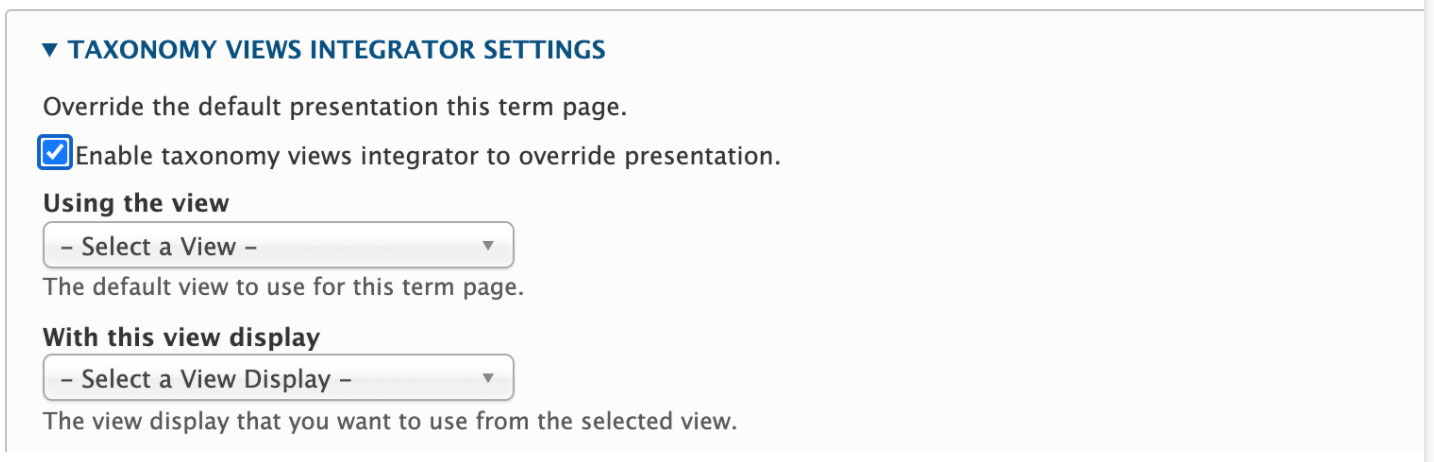 TAXONOMY VIEWS INTEGRATOR SETTINGS
Override the default presentation this term page.
Enable taxonomy views integrator to override presentation.
Using the view
– Select a View –
The default view to use for this term page.
With this view display
– Select a View Display –
The view display that you want to use from the selected view.